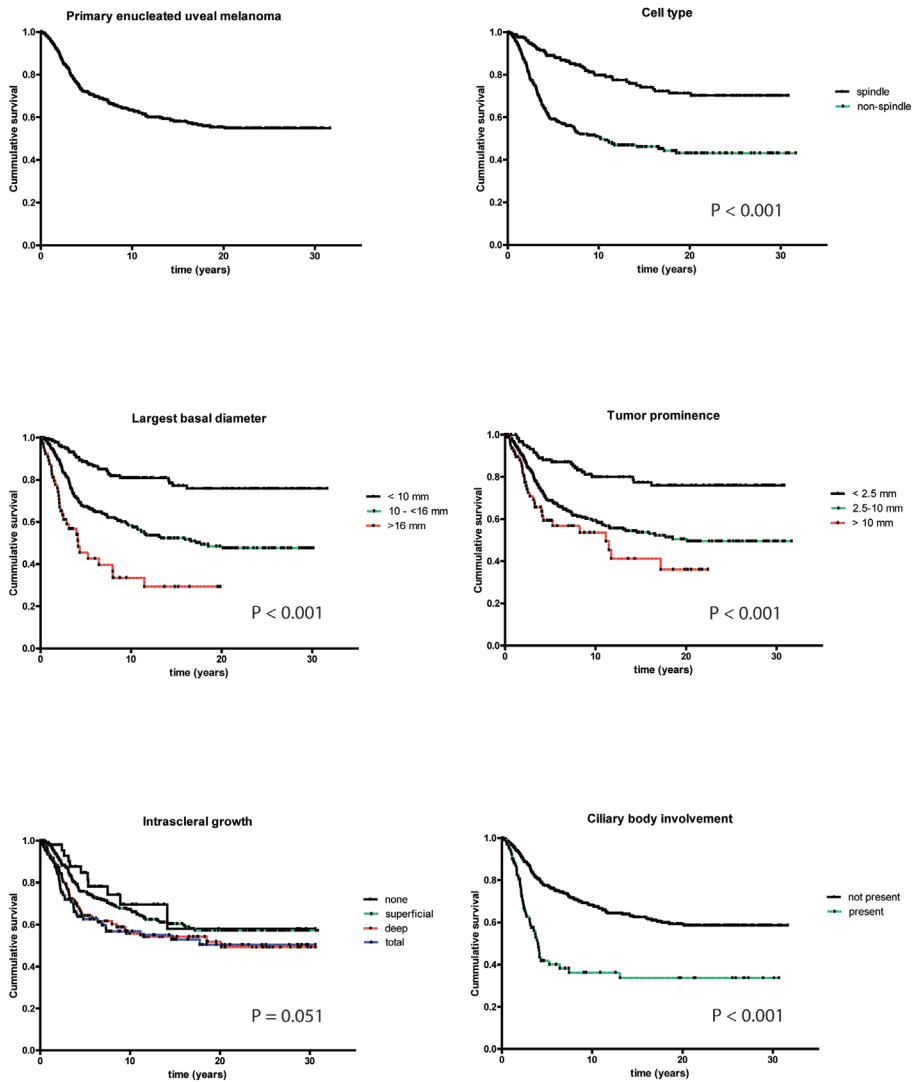 Primary enucleated uveal melanoma
Cummulative survival
1.0
0.8
0.6
0.4
0.2
0.0
0 10 20 30
time (years)
Cell type
Cummulative survival
1.0
0.8
0.6
0.4
0.2
0.0
0 10 20 30
time (years)
spindle
non-spindle
P < 0.001
Largest basal diameter
Cummulative survival
1.0
0.8
0.6
0.4
0.2
0.0
0 10 20 30
time (years)
< 10 mm
10 - <16 mm
>16 mm
P < 0.001
Tumor prominence
Cummulative survival
1.0
0.8
0.6
0.4
0.2
0.0
0 10 20 30
time (years)
< 2.5 mm
2.5-10 mm
> 10 mm
P < 0.001
Intrascleral growth
Cummulative survival
1.0
0.8
0.6
0.4
0.2
0.0
0 10 20 30
time (years)
none
superficial
deep
total
P = 0.051
Ciliary body involvement
Cummulative survival
1.0
0.8
0.6
0.4
0.2
0.0
0 10 20 30
time (years)
not present
present
P < 0.001